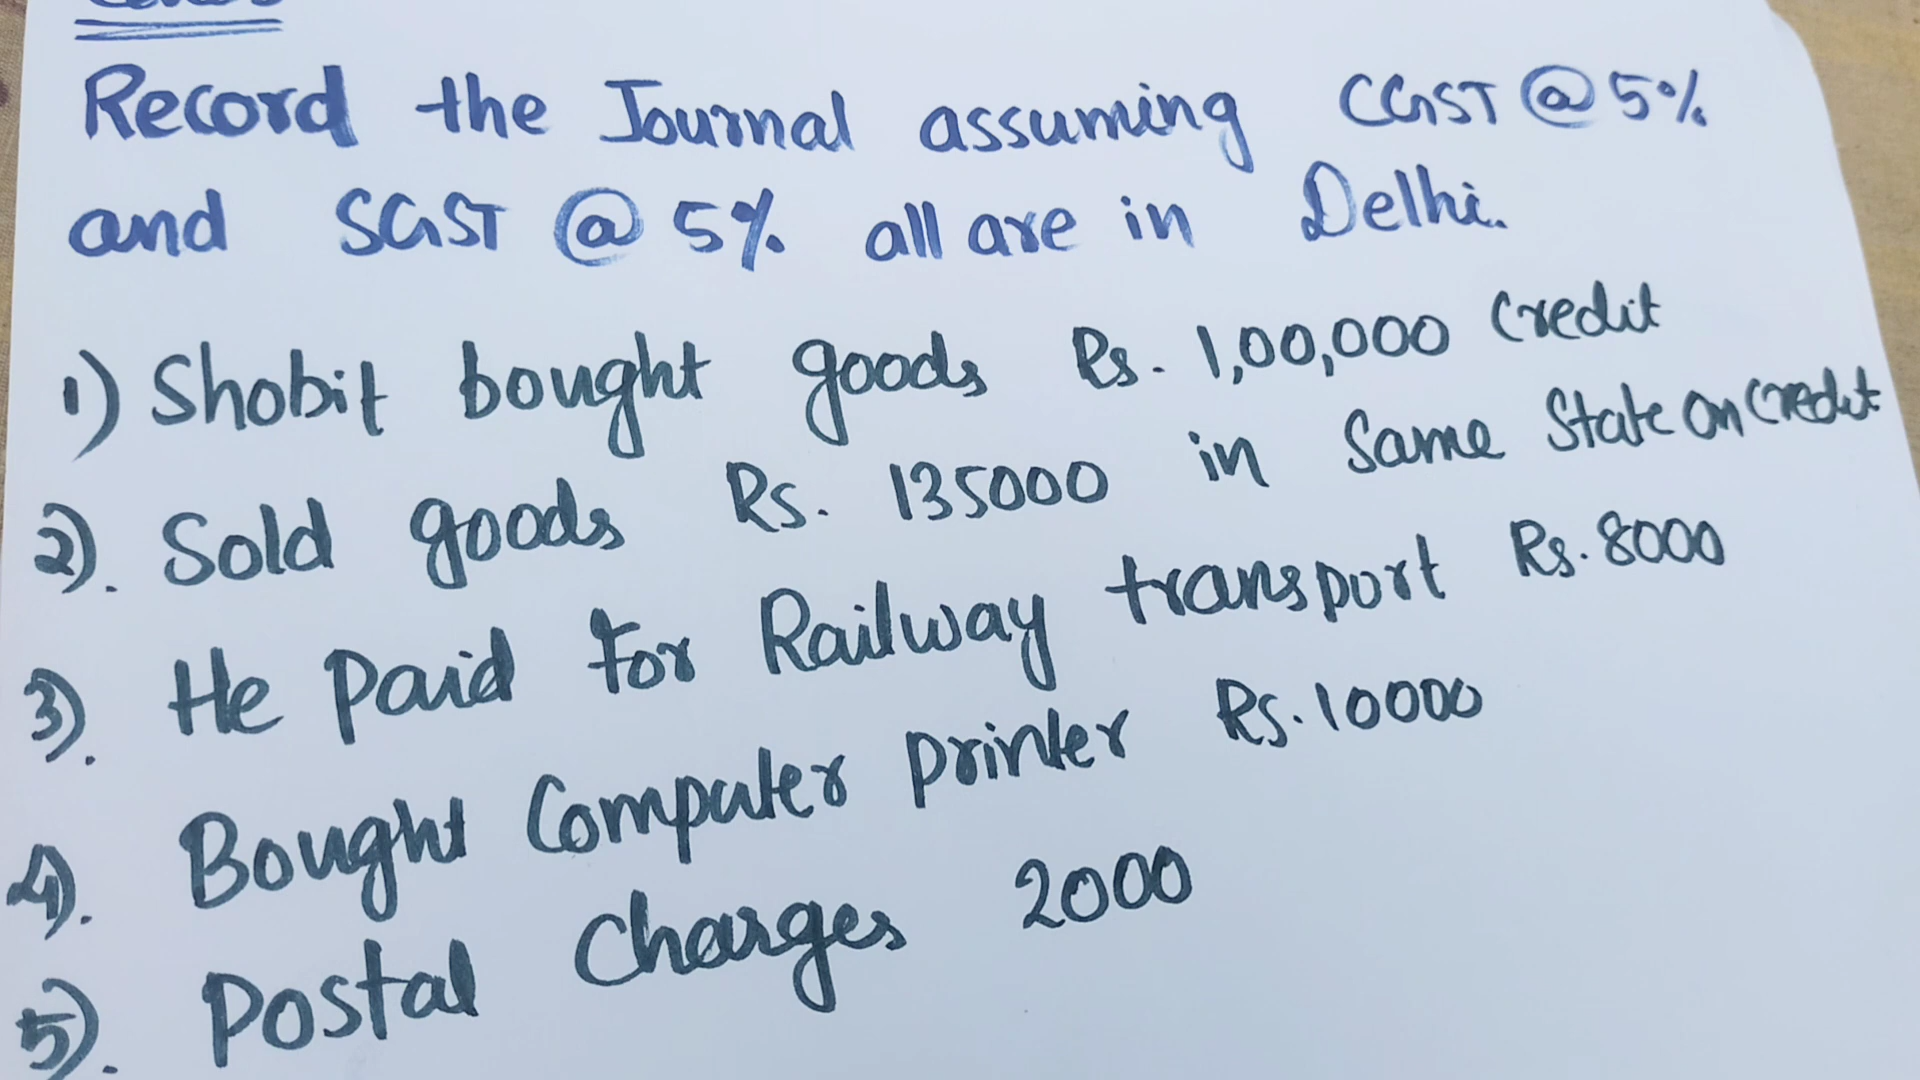 Record the Journal assuming CGST @ 5%
and SGST @ 5% all are in Delhi.
1) Shobit bought goods Rs. 1,00,000 credit
2). Sold goods Rs. 135000 in Same State on credit
3). He paid for Railway transport Rs. 8000
4). Bought Computer printer Rs. 10000
5). Postal Charges 2000